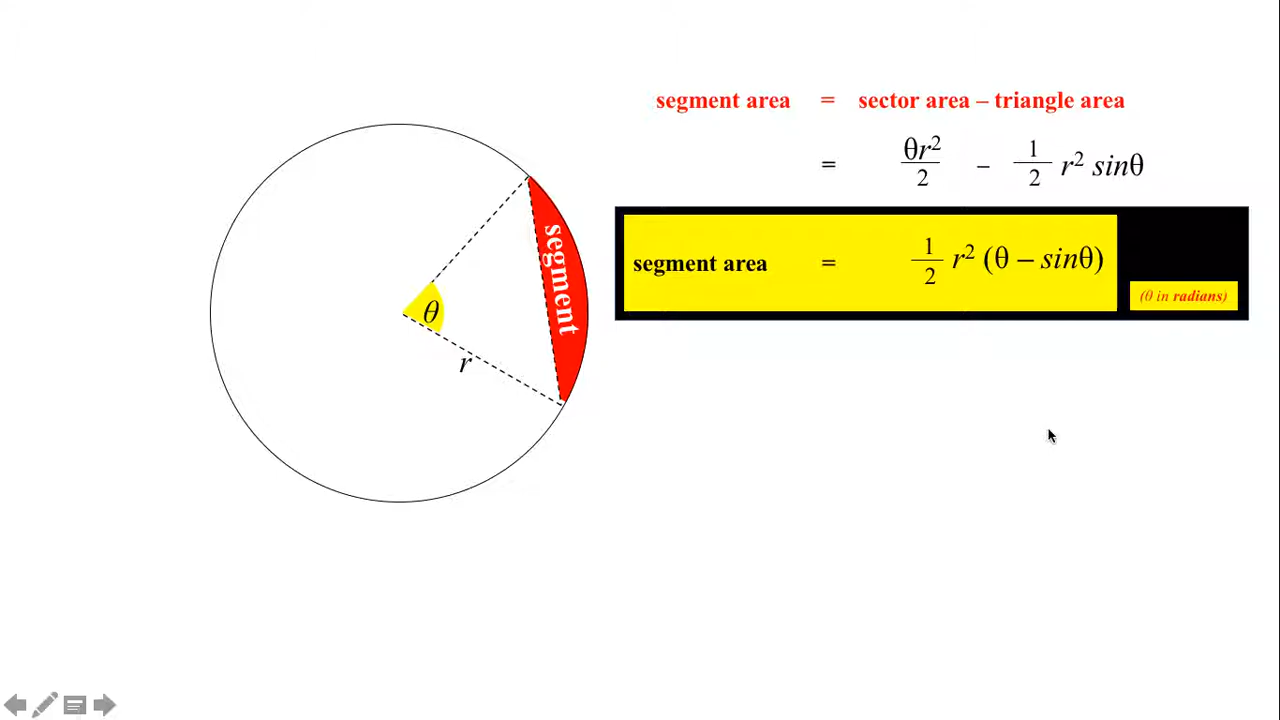 segment area = sector area – triangle area
= θr²/2 – 1/2 r² sinθ
segment area = 1/2 r² (θ – sinθ)
(θ in radians)
segment
θ
r